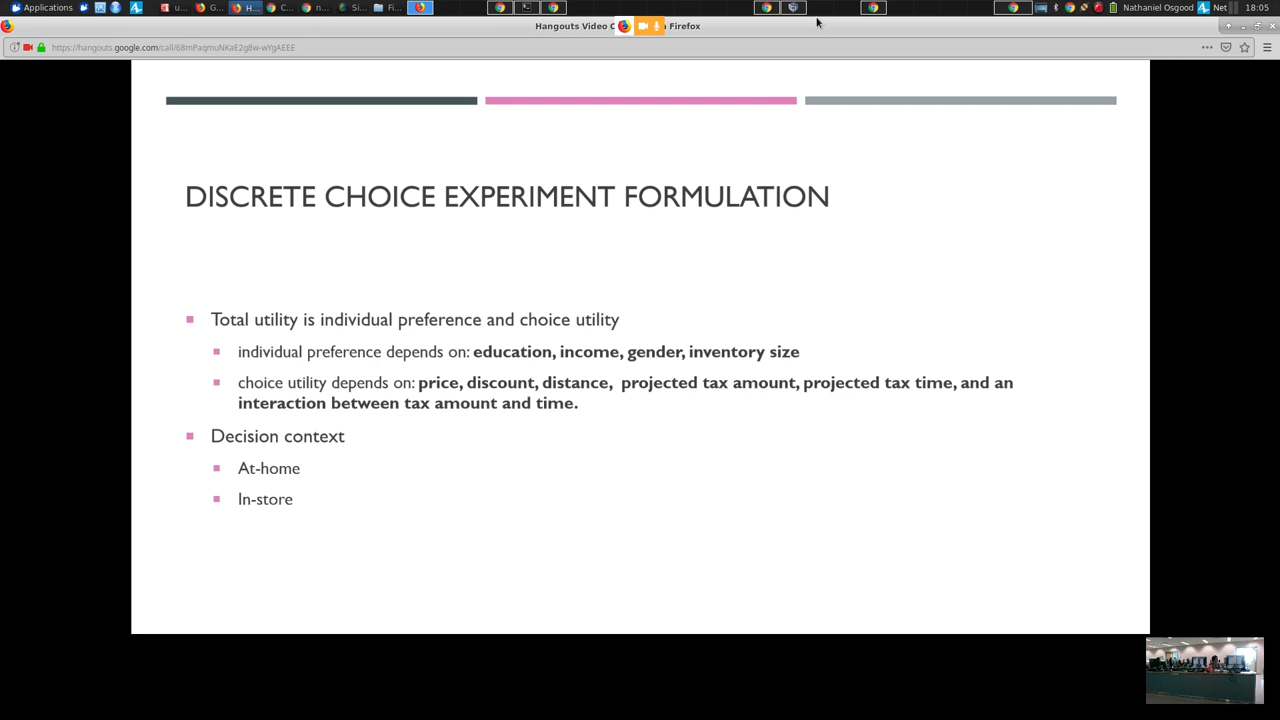 Applications
u...
G...
H...
C...
n...
Sl...
Fi...
Nathaniel Osgood
Net
18:05
Hangouts Video C
n Firefox
https://hangouts.google.com/call/68mPaqmuNKaE2g8w-wYgAEEE
DISCRETE CHOICE EXPERIMENT FORMULATION
Total utility is individual preference and choice utility
individual preference depends on: education, income, gender, inventory size
choice utility depends on: price, discount, distance, projected tax amount, projected tax time, and an
interaction between tax amount and time.
Decision context
At-home
In-store